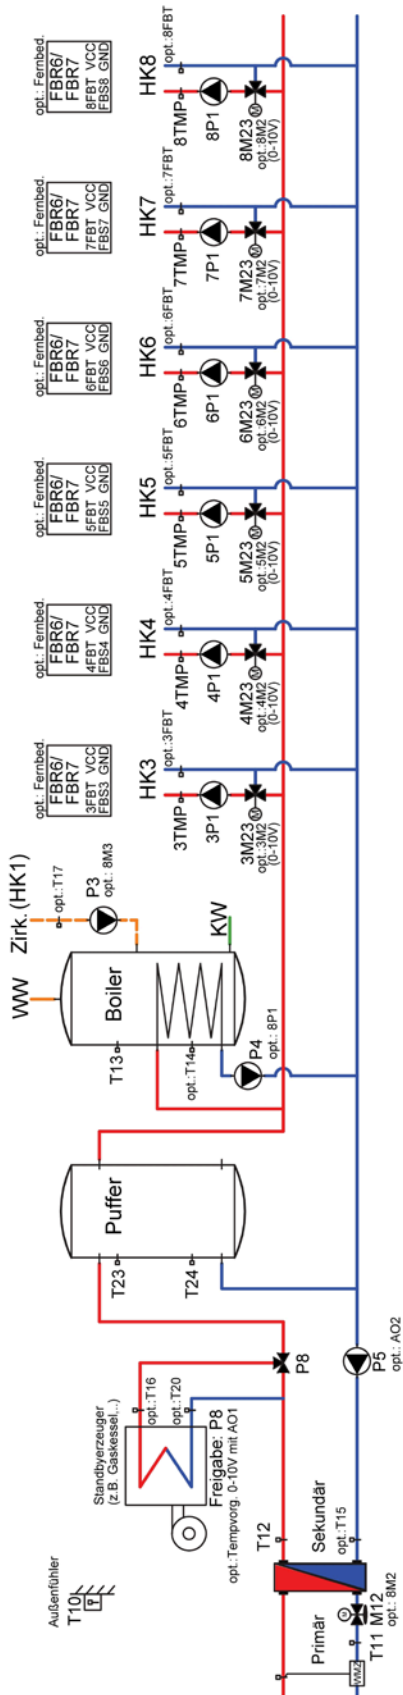 Außenfühler
T10
Primär
WMZ
M
T11 M12
opt.: 8M2
Sekundär
opt.:T15
T12
Standbyerzeuger
(z.B. Gaskessel,..)
opt.:T16
opt.:T20
Freigabe: P8
opt.:Tempvorg. 0-10V mit AO1
P8
P5
opt.: AO2
Puffer
T23
T24
WW
Zirk. (HK1)
opt.:T17
P3
opt.: 8M3
Boiler
KW
T13
opt.:T14
P4
opt.: 8P1
opt.: Fernbed.
FBR6/
FBR7
3FBT VCC
FBS3 GND
HK3
opt.:3FBT
3TMP
3P1
M
3M23
opt.:3M2
(0-10V)
opt.: Fernbed.
FBR6/
FBR7
4FBT VCC
FBS4 GND
HK4
opt.:4FBT
4TMP
4P1
M
4M23
opt.:4M2
(0-10V)
opt.: Fernbed.
FBR6/
FBR7
5FBT VCC
FBS5 GND
HK5
opt.:5FBT
5TMP
5P1
M
5M23
opt.:5M2
(0-10V)
opt.: Fernbed.
FBR6/
FBR7
6FBT VCC
FBS6 GND
HK6
opt.:6FBT
6TMP
6P1
M
6M23
opt.:6M2
(0-10V)
opt.: Fernbed.
FBR6/
FBR7
7FBT VCC
FBS7 GND
HK7
opt.:7FBT
7TMP
7P1
M
7M23
opt.:7M2
(0-10V)
opt.: Fernbed.
FBR6/
FBR7
8FBT VCC
FBS8 GND
HK8
opt.:8FBT
8TMP
8P1
M
8M23
opt.:8M2
(0-10V)